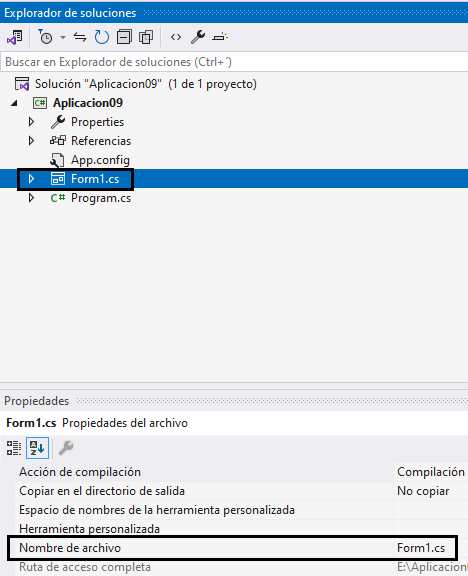 Explorador de soluciones
Buscar en Explorador de soluciones (Ctrl+´)
Solución "Aplicacion09" (1 de 1 proyecto)
C# Aplicacion09
Properties
Referencias
App.config
Form1.cs
C# Program.cs
Propiedades
Form1.cs Propiedades del archivo
Acción de compilación Compilación
Copiar en el directorio de salida No copiar
Espacio de nombres de la herramienta personalizada
Herramienta personalizada
Nombre de archivo Form1.cs
Ruta de acceso completa E:\Aplicacion